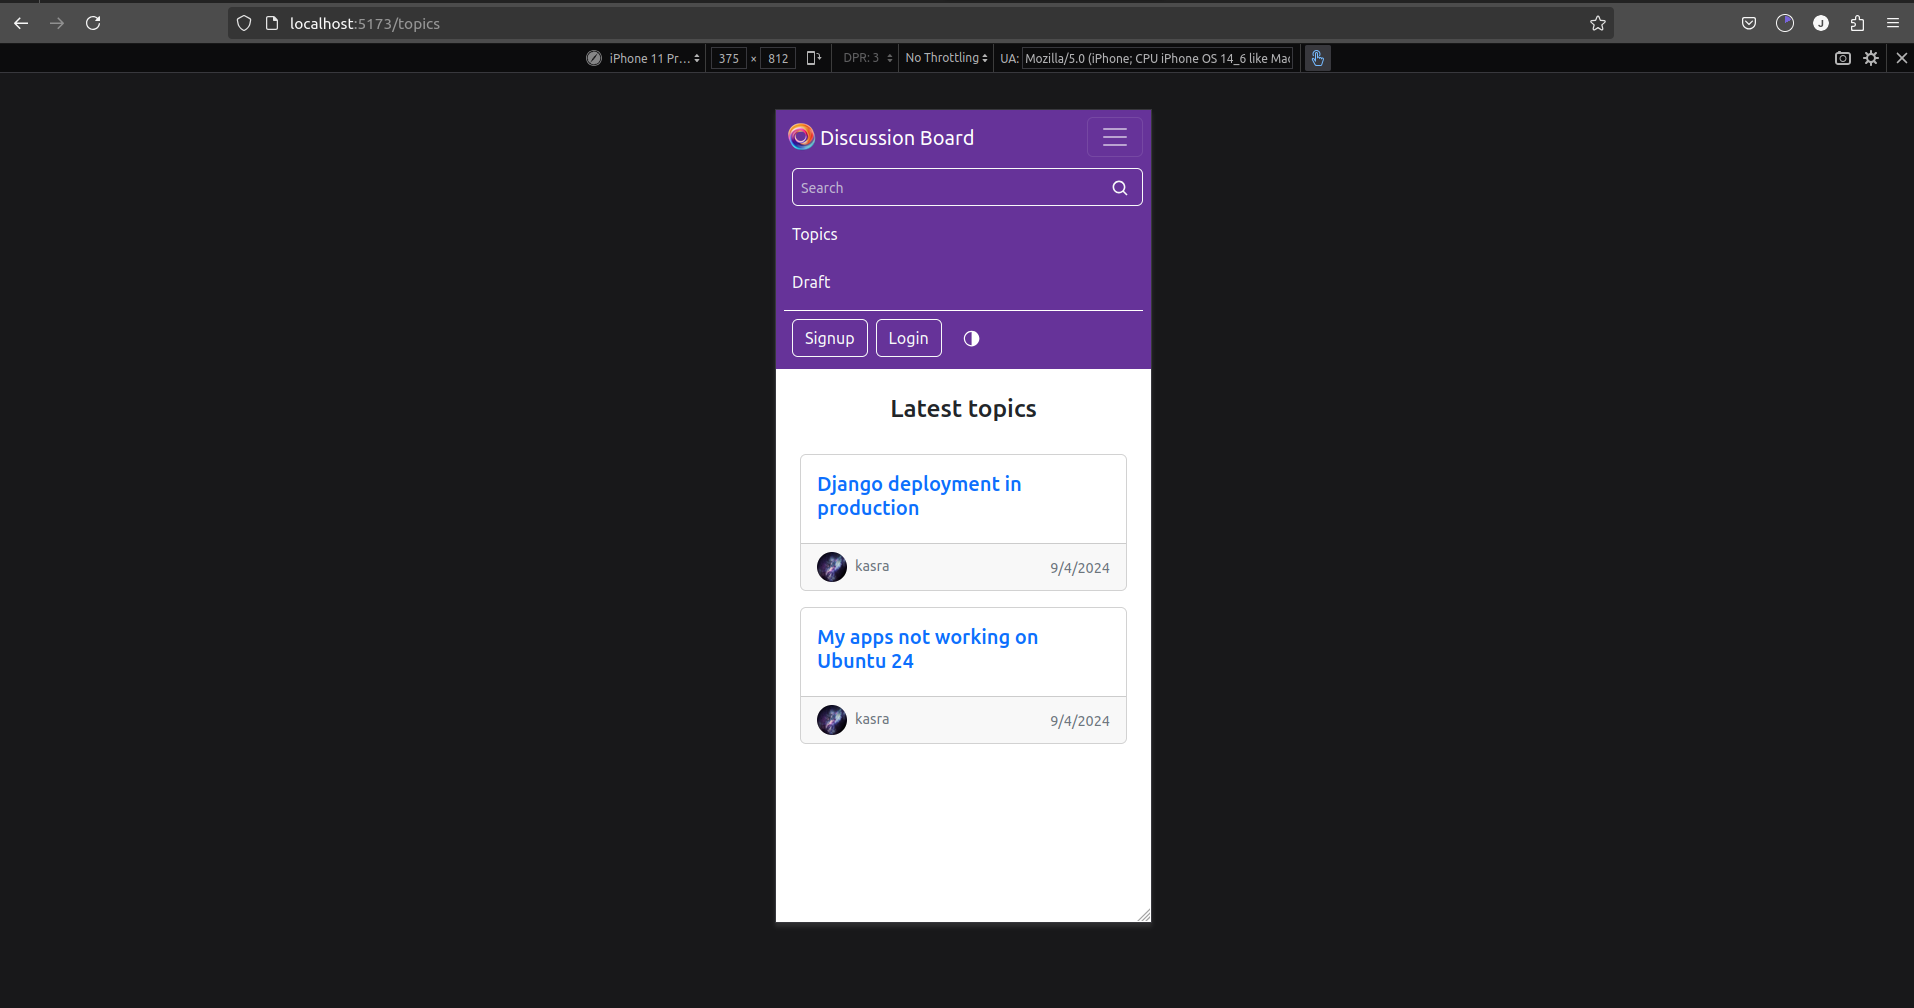 localhost:5173/topics
iPhone 11 Pr... 375 × 812 DPR: 3 No Throttling UA: Mozilla/5.0 (iPhone; CPU iPhone OS 14_6 like Mac
Discussion Board
Search
Topics
Draft
Signup Login
Latest topics
Django deployment in
production
kasra 9/4/2024
My apps not working on
Ubuntu 24
kasra 9/4/2024